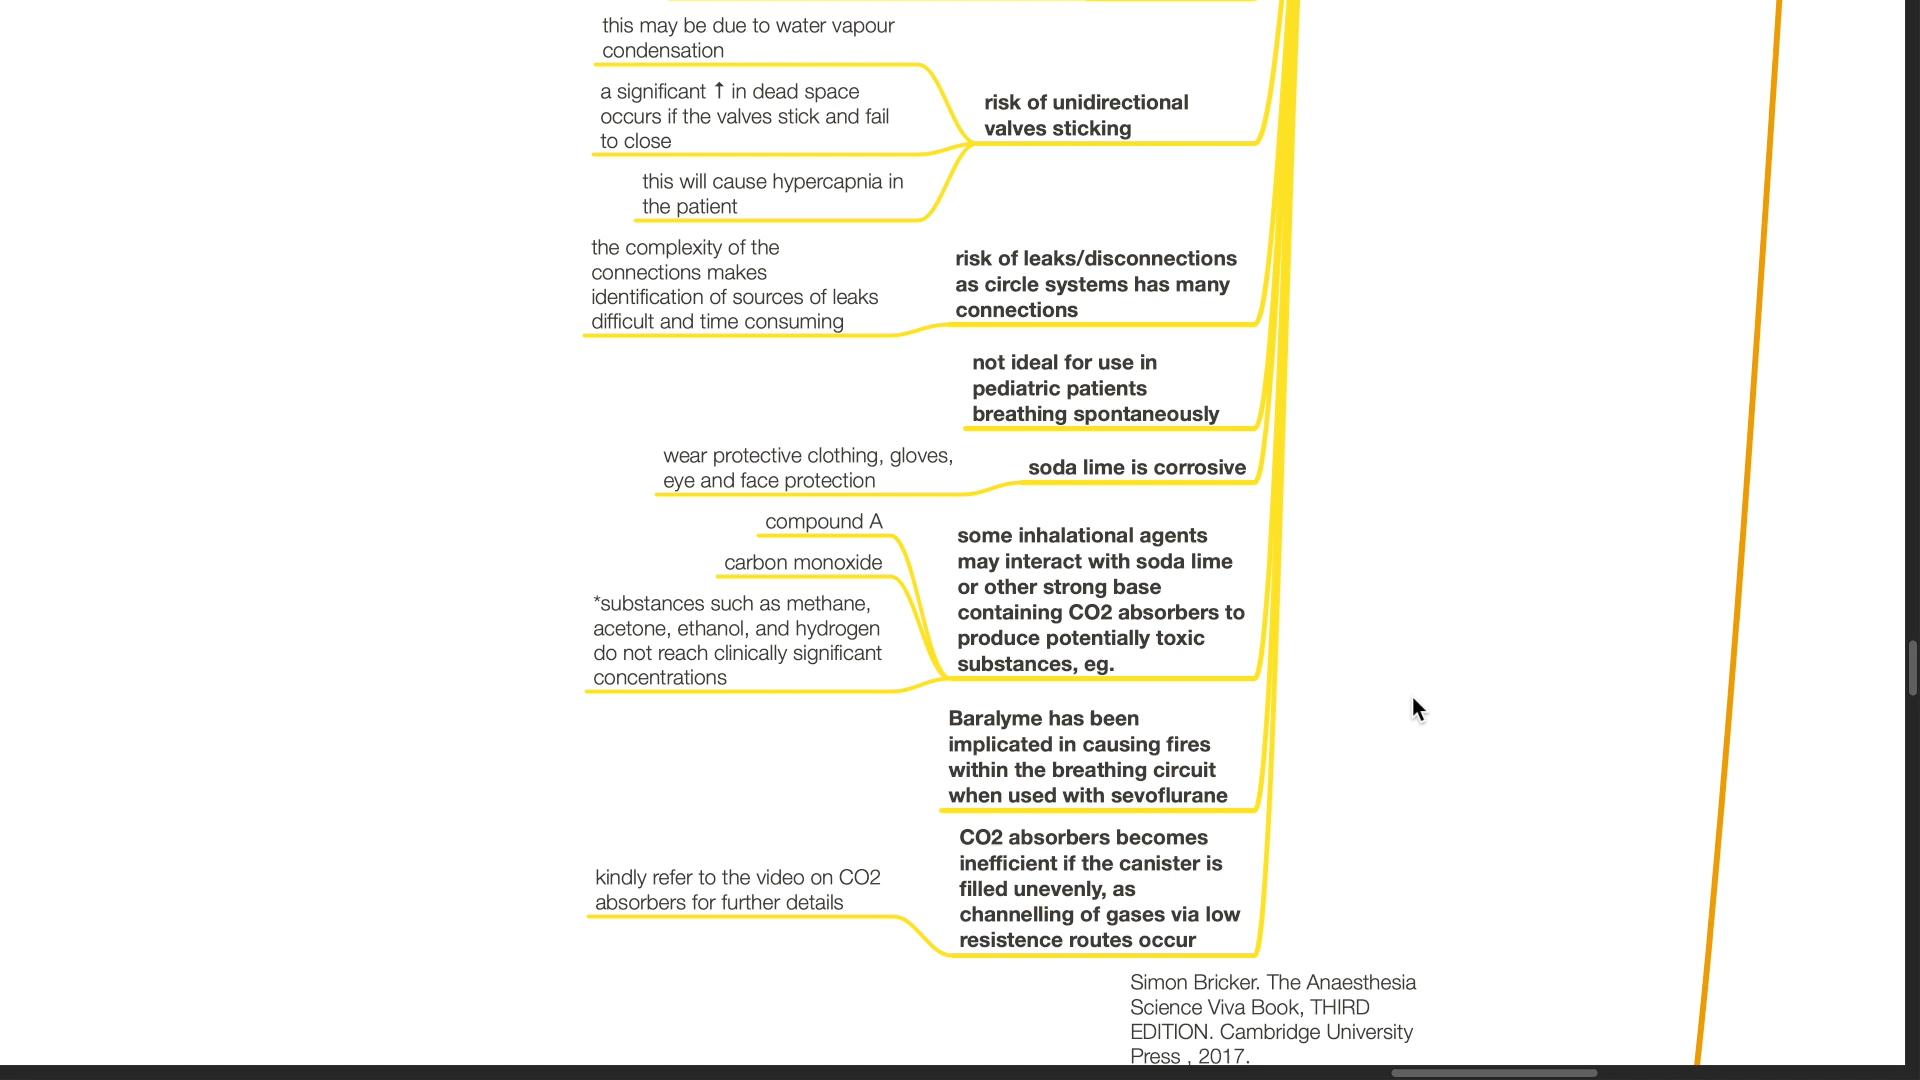 this may be due to water vapour
condensation
a significant ↑ in dead space
occurs if the valves stick and fail
to close
this will cause hypercapnia in
the patient
risk of unidirectional
valves sticking
the complexity of the
connections makes
identification of sources of leaks
difficult and time consuming
risk of leaks/disconnections
as circle systems has many
connections
not ideal for use in
pediatric patients
breathing spontaneously
wear protective clothing, gloves,
eye and face protection
soda lime is corrosive
compound A
carbon monoxide
*substances such as methane,
acetone, ethanol, and hydrogen
do not reach clinically significant
concentrations
some inhalational agents
may interact with soda lime
or other strong base
containing CO2 absorbers to
produce potentially toxic
substances, eg.
Baralyme has been
implicated in causing fires
within the breathing circuit
when used with sevoflurane
kindly refer to the video on CO2
absorbers for further details
CO2 absorbers becomes
inefficient if the canister is
filled unevenly, as
channelling of gases via low
resistence routes occur
Simon Bricker. The Anaesthesia
Science Viva Book, THIRD
EDITION. Cambridge University
Press , 2017.